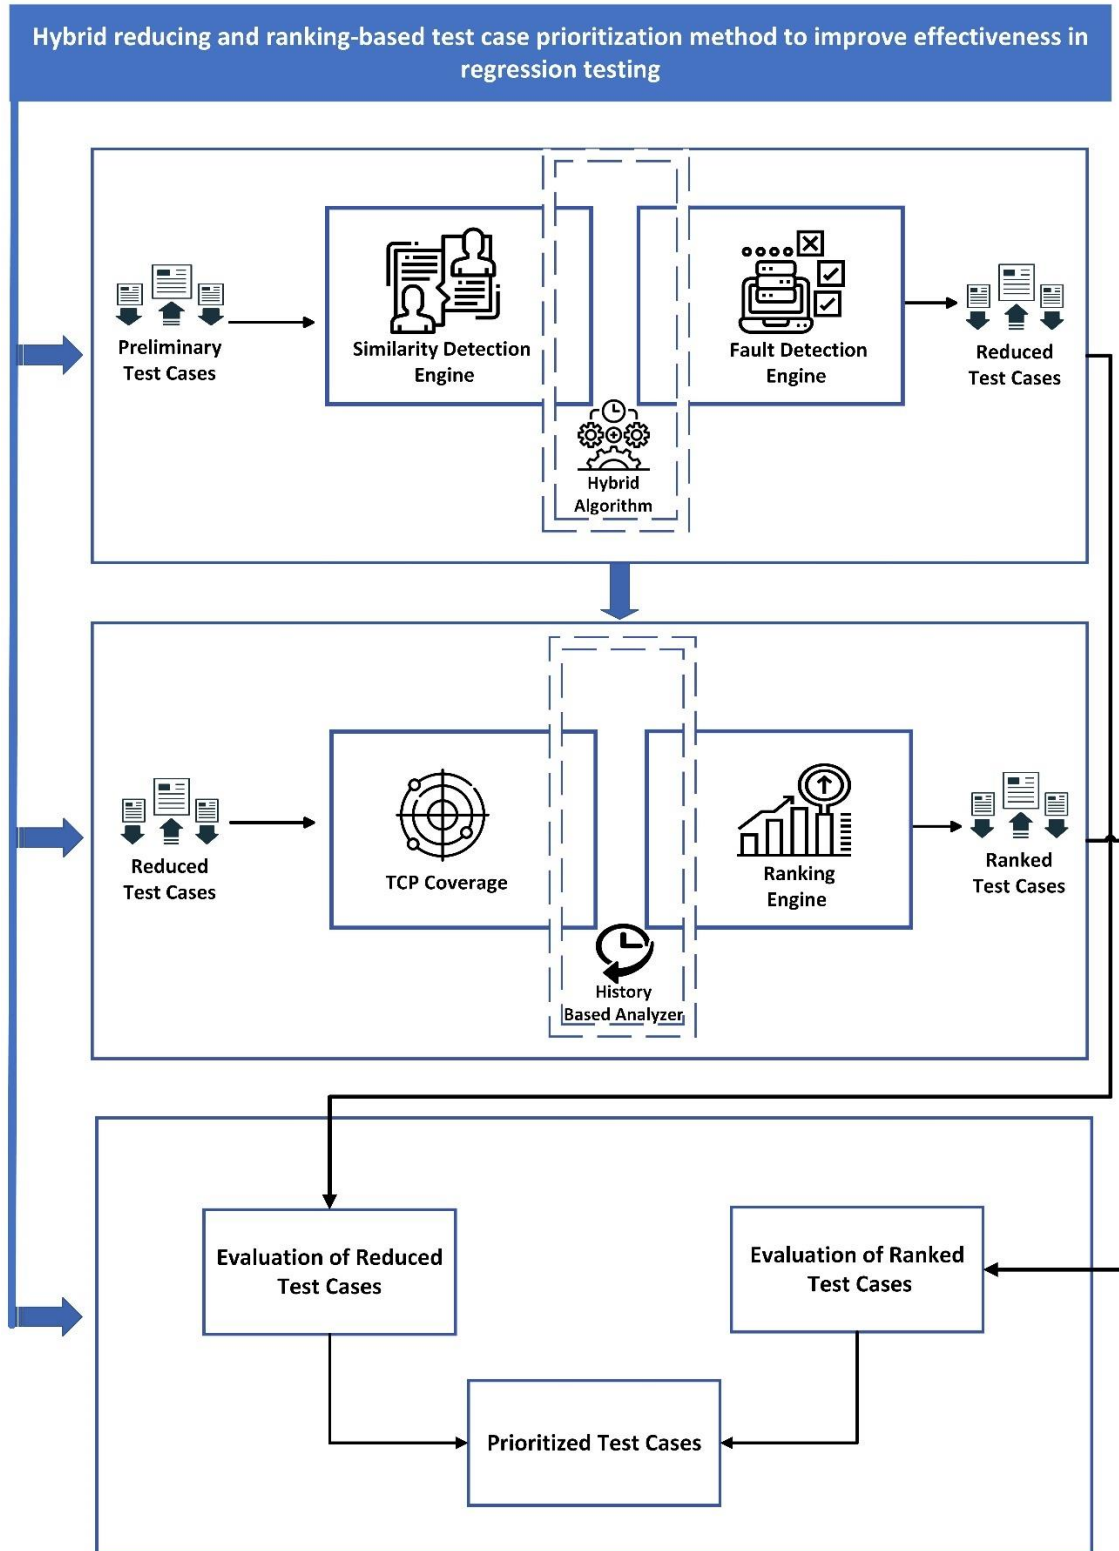 Hybrid reducing and ranking-based test case prioritization method to improve effectiveness in
regression testing
Preliminary
Test Cases
Similarity Detection
Engine
Hybrid
Algorithm
Fault Detection
Engine
Reduced
Test Cases
Reduced
Test Cases
TCP Coverage
History
Based Analyzer
Ranking
Engine
Ranked
Test Cases
Evaluation of Reduced
Test Cases
Evaluation of Ranked
Test Cases
Prioritized Test Cases